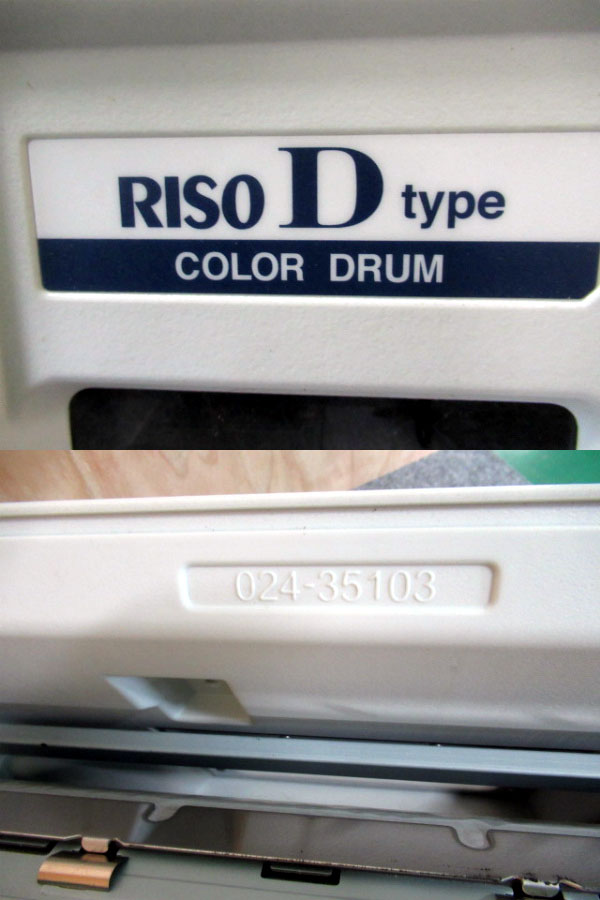 RISO D type
COLOR DRUM
024-35103